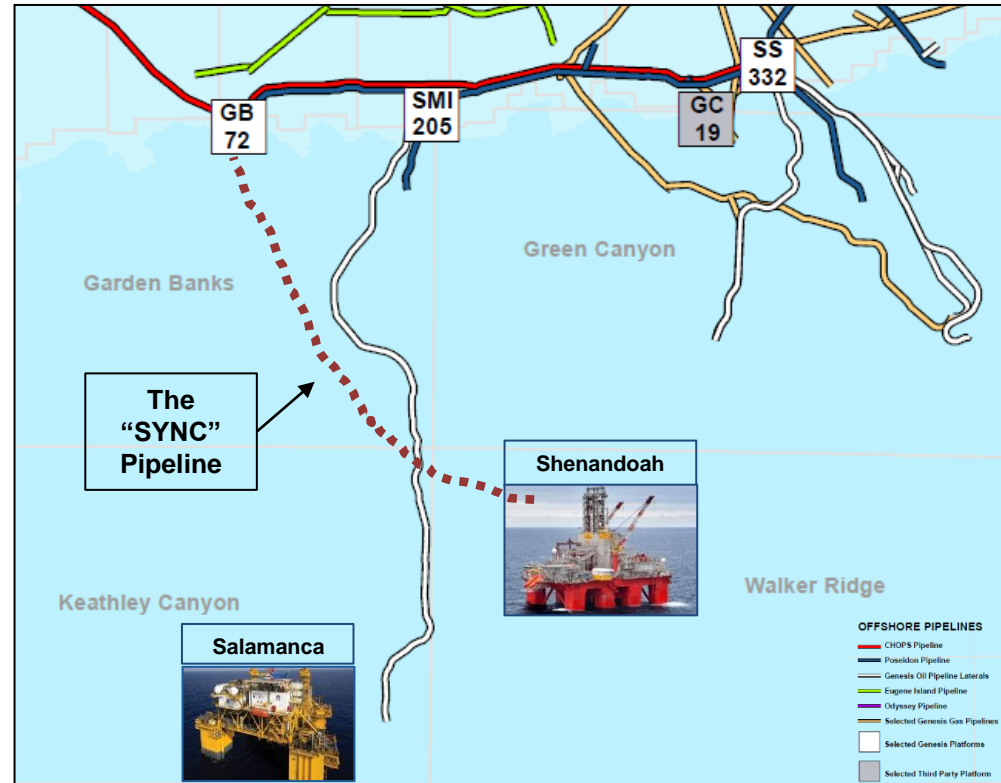 SS
332
GB
72
SMI
205
GC
19
Green Canyon
Garden Banks
The
“SYNC”
Pipeline
Shenandoah
Keathley Canyon
Walker Ridge
Salamanca
OFFSHORE PIPELINES
CHOPS Pipeline
Poseidon Pipeline
Genesis Oil Pipeline Laterals
Eugene Island Pipeline
Odyssey Pipeline
Selected Genesis Gas Pipelines
Selected Genesis Platforms
Selected Third Party Platform